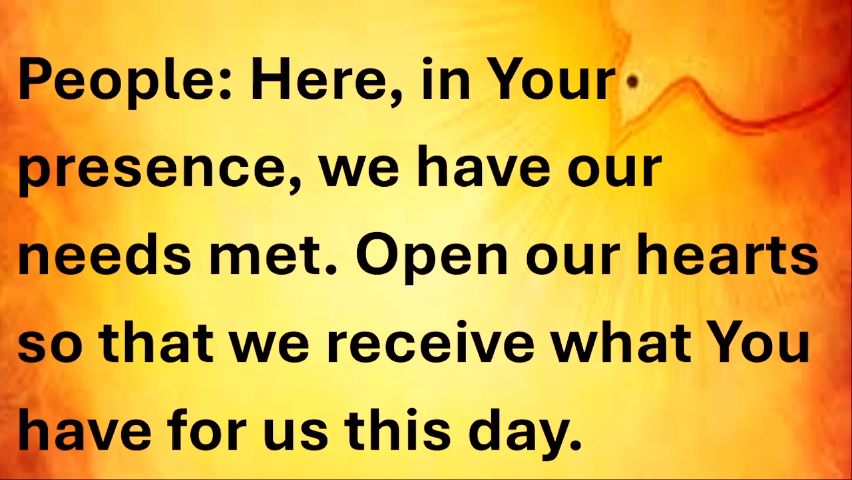 People: Here, in Your
presence, we have our
needs met. Open our hearts
so that we receive what You
have for us this day.